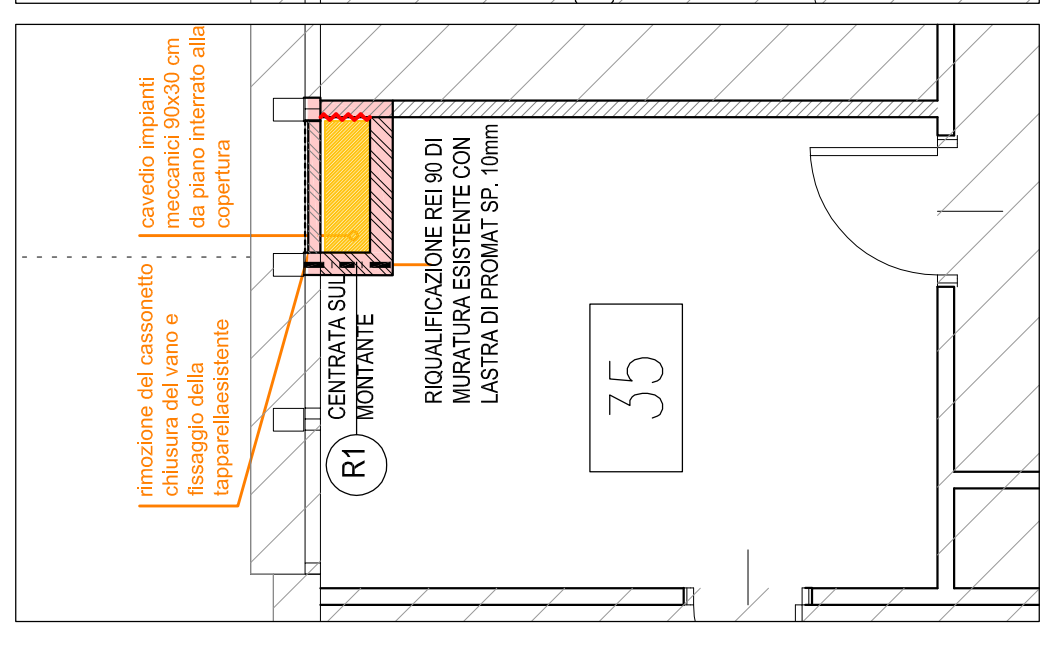 cavedio impianti
meccanici 90x30 cm
da piano interrato alla
copertura
rimozione del cassonetto
chiusura del vano e
fissaggio della
tapparellaesistente
CENTRATA SUL
MONTANTE
R1
RIQUALIFICAZIONE REI 90 DI
MURATURA ESISTENTE CON
LASTRA DI PROMAT SP. 10mm
35